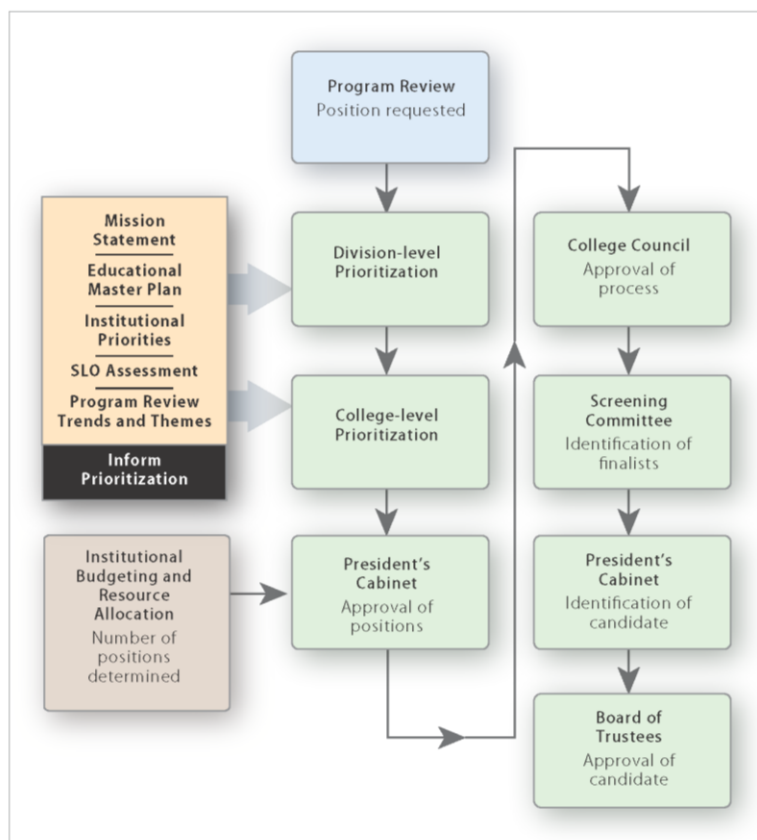 Program Review
Position requested
Mission
Statement
Educational
Master Plan
Institutional
Priorities
SLO Assessment
Program Review
Trends and Themes
Inform
Prioritization
Division-level
Prioritization
College-level
Prioritization
Institutional
Budgeting and
Resource
Allocation
Number of
positions
determined
President’s
Cabinet
Approval of
positions
College Council
Approval of
process
Screening
Committee
Identification of
finalists
President’s
Cabinet
Identification of
candidate
Board of
Trustees
Approval of
candidate